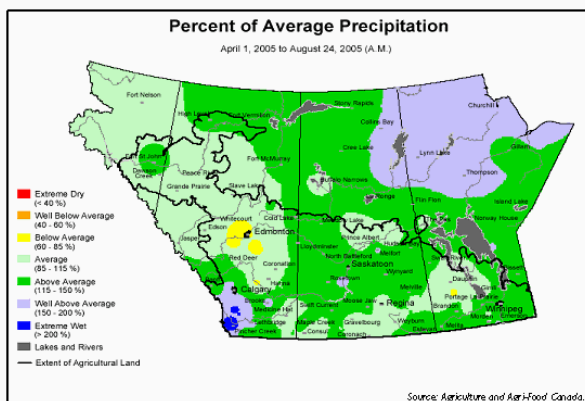 Percent of Average Precipitation
April 1, 2005 to August 24, 2005 (A.M.)
Fort Nelson
Stony Rapids
Churchill
High Level
Fort Vermilion
Collins Bay
Cree Lake
Lynn Lake
Gillam
Fort St John
Dawson Creek
Peace River
Fort McMurray
Thompson
Grande Prairie
Slave Lake
Buffalo Narrows
La Ronge
Flin Flon
Island Lake
Whitecourt
Cold Lake
Edson
Edmonton
The Pas
Norway House
Jasper
Lloydminster
Prince Albert
Hudson Bay
Red Deer
Coronation
North Battleford
Melfort
Saskatoon
Swan River
Hanna
Rosetown
Wynyard
Dauphin
Calgary
Brooks
Moose Jaw
Melville
Gimli
Medicine Hat
Swift Current
Regina
Brandon
Portage La Prairie
Winnipeg
Lethbridge
Maple Creek
Gravelbourg
Weyburn
Morden
Emerson
Pincher Creek
Consul
Coronach
Estevan
Melita
Extreme Dry
(< 40 %)
Well Below Average
(40 - 60 %)
Below Average
(60 - 85 %)
Average
(85 - 115 %)
Above Average
(115 - 150 %)
Well Above Average
(150 - 200 %)
Extreme Wet
(> 200 %)
Lakes and Rivers
Extent of Agricultural Land
Source: Agriculture and Agri-Food Canada.